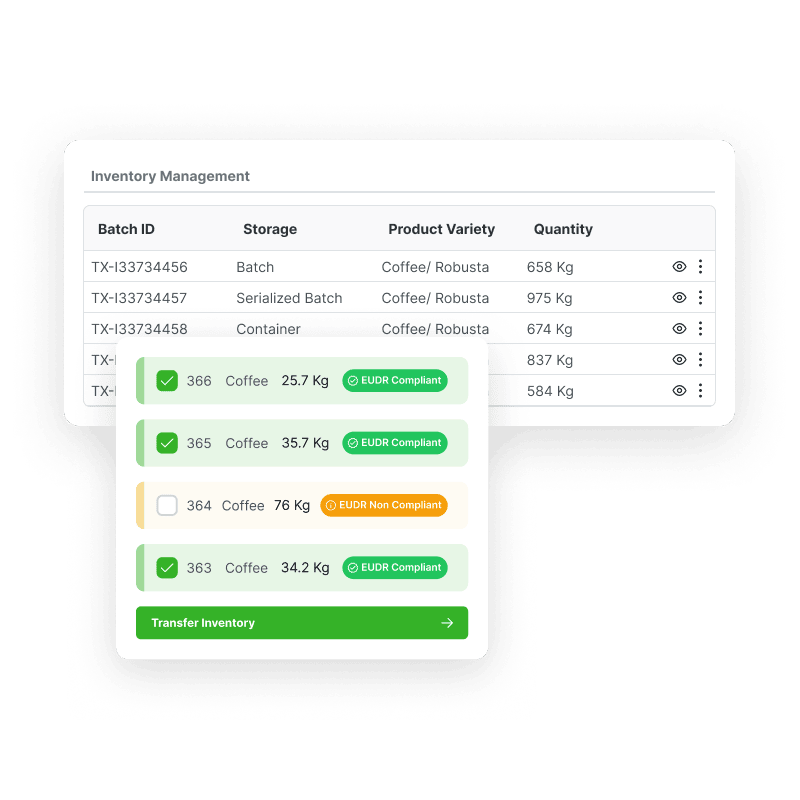 Inventory Management
Batch ID Storage Product Variety Quantity
TX-I33734456 Batch Coffee/ Robusta 658 Kg
TX-I33734457 Serialized Batch Coffee/ Robusta 975 Kg
TX-I33734458 Container Coffee/ Robusta 674 Kg
TX- 837 Kg
TX- 584 Kg
366 Coffee 25.7 Kg EUDR Compliant
365 Coffee 35.7 Kg EUDR Compliant
364 Coffee 76 Kg EUDR Non Compliant
363 Coffee 34.2 Kg EUDR Compliant
Transfer Inventory